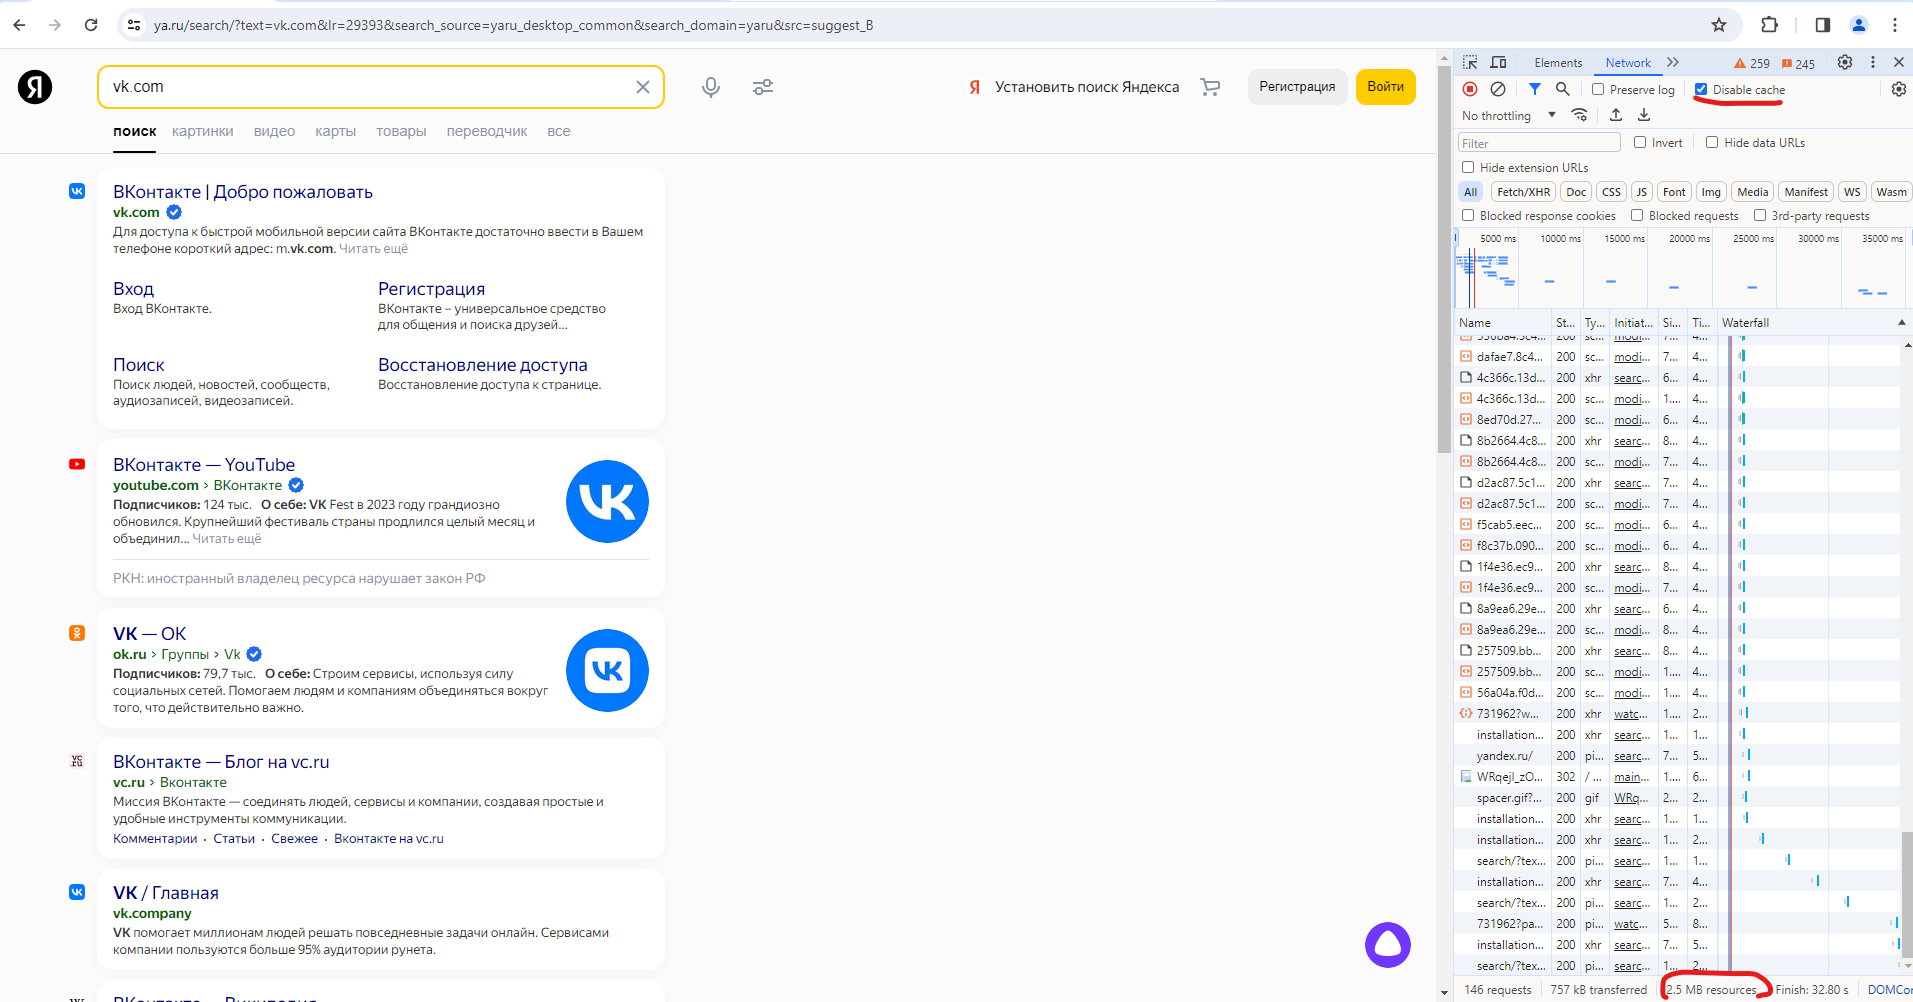 ya.ru/search/?text=vk.com&lr=29393&search_source=yaru_desktop_common&search_domain=yaru&src=suggest_B
Я
vk.com
Я Установить поиск Яндекса
Регистрация
Войти
поиск картинки видео карты товары переводчик все
ВКонтакте | Добро пожаловать
vk.com
Для доступа к быстрой мобильной версии сайта ВКонтакте достаточно ввести в Вашем
телефоне короткий адрес: m.vk.com. Читать ещё
Вход
Вход ВКонтакте.
Регистрация
ВКонтакте – универсальное средство
для общения и поиска друзей...
Поиск
Поиск людей, новостей, сообществ,
аудиозаписей, видеозаписей.
Восстановление доступа
Восстановление доступа к странице.
ВКонтакте — YouTube
youtube.com › ВКонтакте
Подписчиков: 124 тыс. О себе: VK Fest в 2023 году грандиозно
обновился. Крупнейший фестиваль страны продлился целый месяц и
объединил... Читать ещё
РКН: иностранный владелец ресурса нарушает закон РФ
VK — OK
ok.ru › Группы › Vk
Подписчиков: 79,7 тыс. О себе: Строим сервисы, используя силу
социальных сетей. Помогаем людям и компаниям объединяться вокруг
того, что действительно важно.
vc
ru
ВКонтакте — Блог на vc.ru
vc.ru › Вконтакте
Миссия ВКонтакте — соединять людей, сервисы и компании, создавая простые и
удобные инструменты коммуникации.
Комментарии · Статьи · Свежее · Вконтакте на vc.ru
VK / Главная
vk.company
VK помогает миллионам людей решать повседневные задачи онлайн. Сервисами
компании пользуются больше 95% аудитории рунета.
Elements Network 259 245
Preserve log Disable cache
No throttling
Filter Invert Hide data URLs
Hide extension URLs
All Fetch/XHR Doc CSS JS Font Img Media Manifest WS Wasm
Blocked response cookies Blocked requests 3rd-party requests
5000 ms 10000 ms 15000 ms 20000 ms 25000 ms 30000 ms 35000 ms
Name St... Ty... Initiat... Si... Ti... Waterfall
dafae7.8c4... 200 sc... modi... 7... 4...
4c366c.13d... 200 xhr searc... 6... 4...
4c366c.13d... 200 sc... modi... 1.... 4...
8ed70d.27... 200 sc... modi... 6... 4...
8b2664.4c8... 200 xhr searc... 8... 4...
8b2664.4c8... 200 sc... modi... 7... 4...
d2ac87.5c1... 200 xhr searc... 7... 4...
d2ac87.5c1... 200 sc... modi... 7... 4...
f5cab5.eec... 200 sc... modi... 6... 4...
f8c37b.090... 200 sc... modi... 6... 4...
1f4e36.ec9... 200 xhr searc... 8... 4...
1f4e36.ec9... 200 sc... modi... 7... 4...
8a9ea6.29e... 200 xhr searc... 6... 4...
8a9ea6.29e... 200 sc... modi... 8... 4...
257509.bb... 200 xhr searc... 8... 4...
257509.bb... 200 sc... modi... 1.... 4...
56a04a.f0d... 200 sc... modi... 1.... 4...
731962?w... 200 xhr watc... 1.... 2...
installation... 200 xhr searc... 1... 1...
yandex.ru/ 200 pi... searc... 7... 5...
WRqejI_zO... 302 / ... main... 1.... 6...
spacer.gif?... 200 gif WRq... 2... 2...
installation... 200 xhr searc... 1... 1...
installation... 200 xhr searc... 1... 2...
search/?tex... 200 pi... searc... 1... 1...
installation... 200 xhr searc... 7... 4...
search/?tex... 200 pi... searc... 1... 2...
731962?pa... 200 pi... watc... 5... 8...
installation... 200 xhr searc... 7... 5...
search/?tex... 200 pi... searc... 1... 2...
146 requests 757 kB transferred 2.5 MB resources Finish: 32.80 s DOMCor